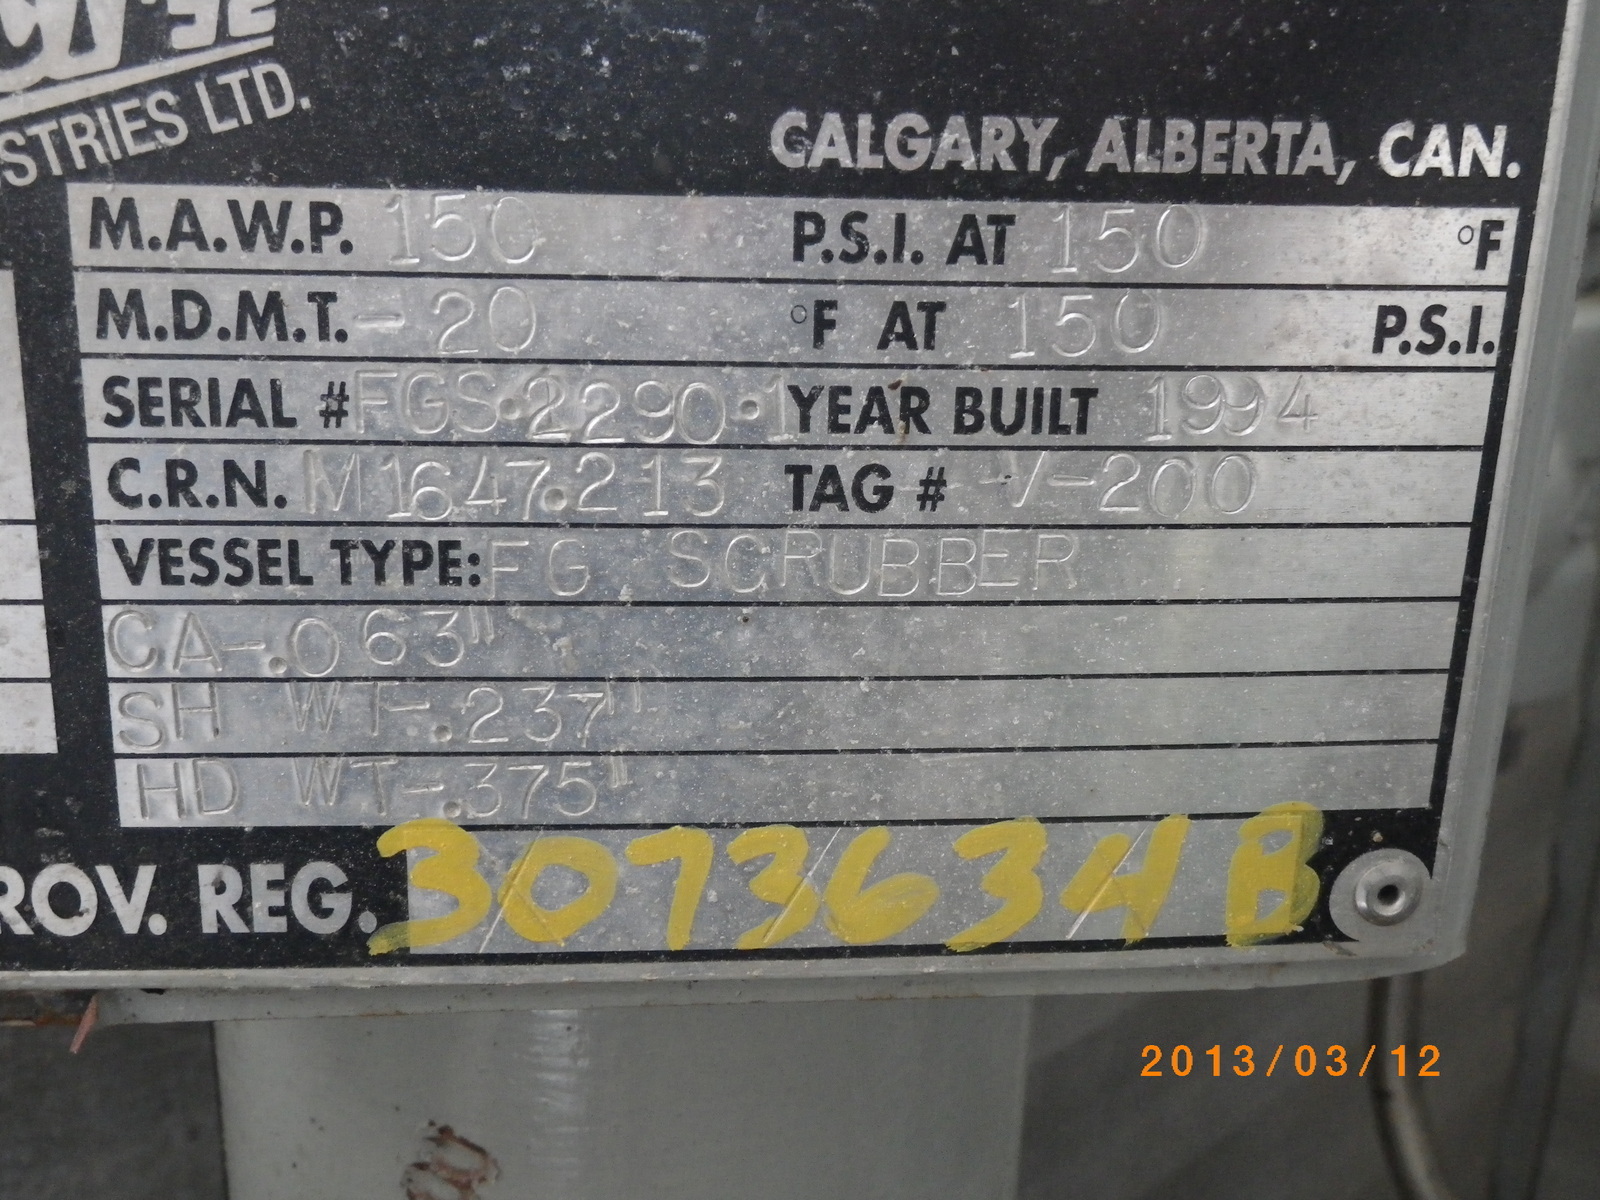 STRIES LTD.
CALGARY, ALBERTA, CAN.
M.A.W.P. 150 P.S.I. AT 150 °F
M.D.M.T. -20 °F AT 150 P.S.I.
SERIAL # FGS.2290.1 YEAR BUILT 1994
C.R.N. M1647.213 TAG # V-200
VESSEL TYPE: FG SCRUBBER
CA-.063"
SH WT-.237"
HD WT-.375"
ROV. REG. 3073634B
2013/03/12